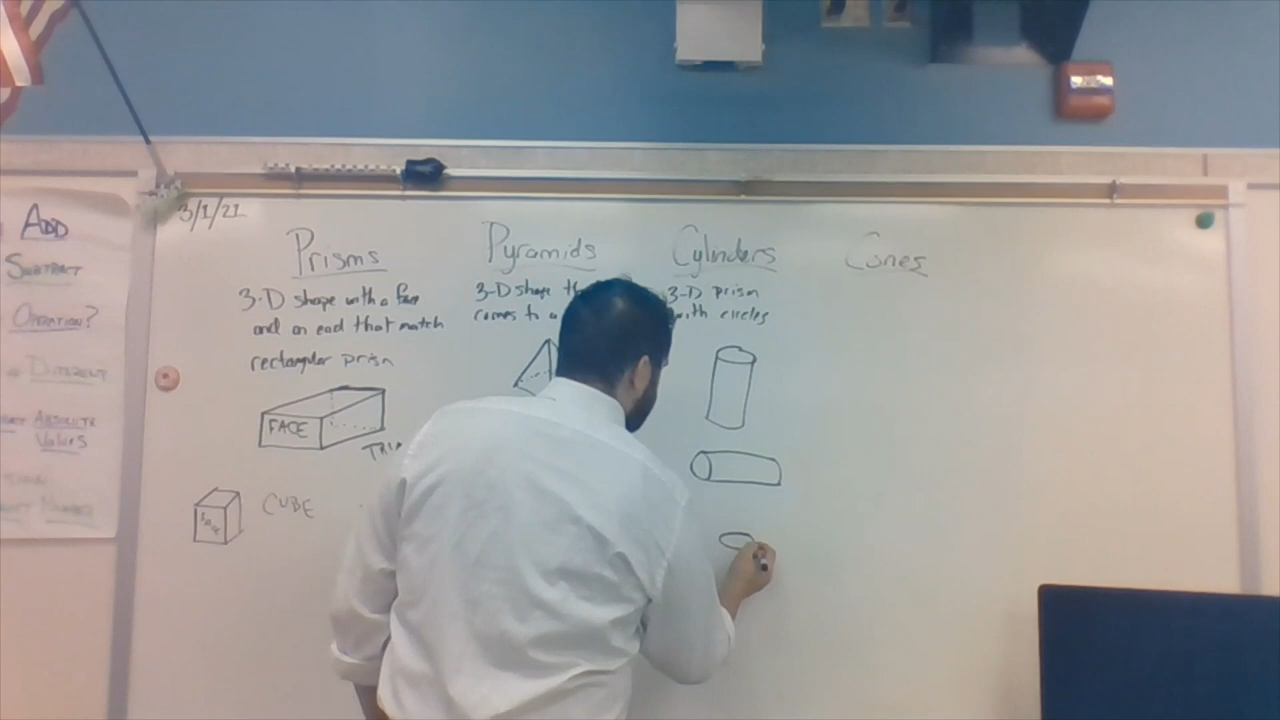 3/1/21
ADD
SUBTRACT
OPERATION?
DIFFERENT
ABSOLUTE
VALUES
NUMBER
Prisms
3-D shape with a face
and an end that match
rectangular prism
FACE
CUBE
Pyramids
3-D shape
comes to a
Cylinders
3-D prism
with circles
Cones